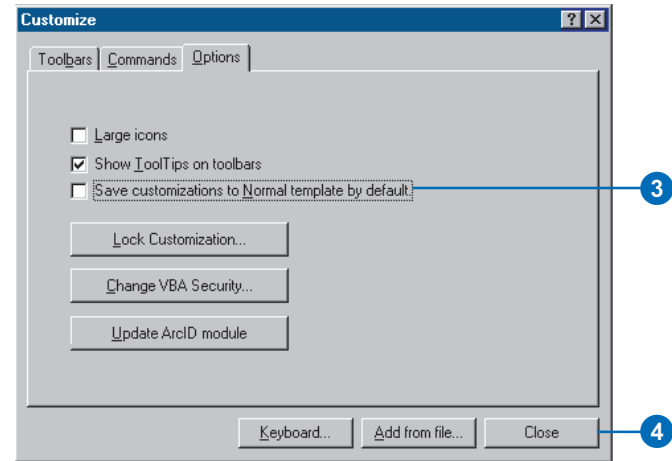 Customize
Toolbars Commands Options
Large icons
Show ToolTips on toolbars
Save customizations to Normal template by default. 3
Lock Customization...
Change VBA Security...
Update ArcID module
Keyboard... Add from file... Close 4